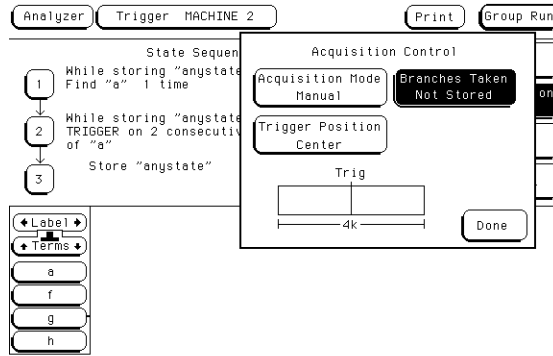 Analyzer
Trigger MACHINE 2
Print
Group Run
State Sequen
1
While storing "anystate
Find "a" 1 time
2
While storing "anystate
TRIGGER on 2 consecutiv
of "a"
3
Store "anystate"
Acquisition Control
Acquisition Mode
Manual
Branches Taken
Not Stored
on
Trigger Position
Center
Trig
4k
Done
Label
Terms
a
f
g
h